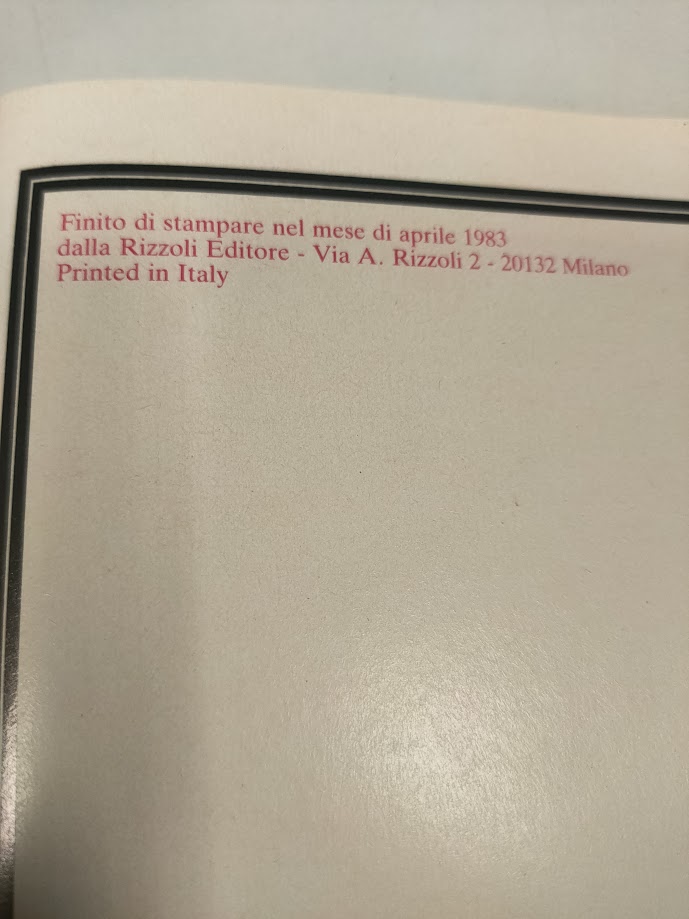 Finito di stampare nel mese di aprile 1983
dalla Rizzoli Editore - Via A. Rizzoli 2 - 20132 Milano
Printed in Italy